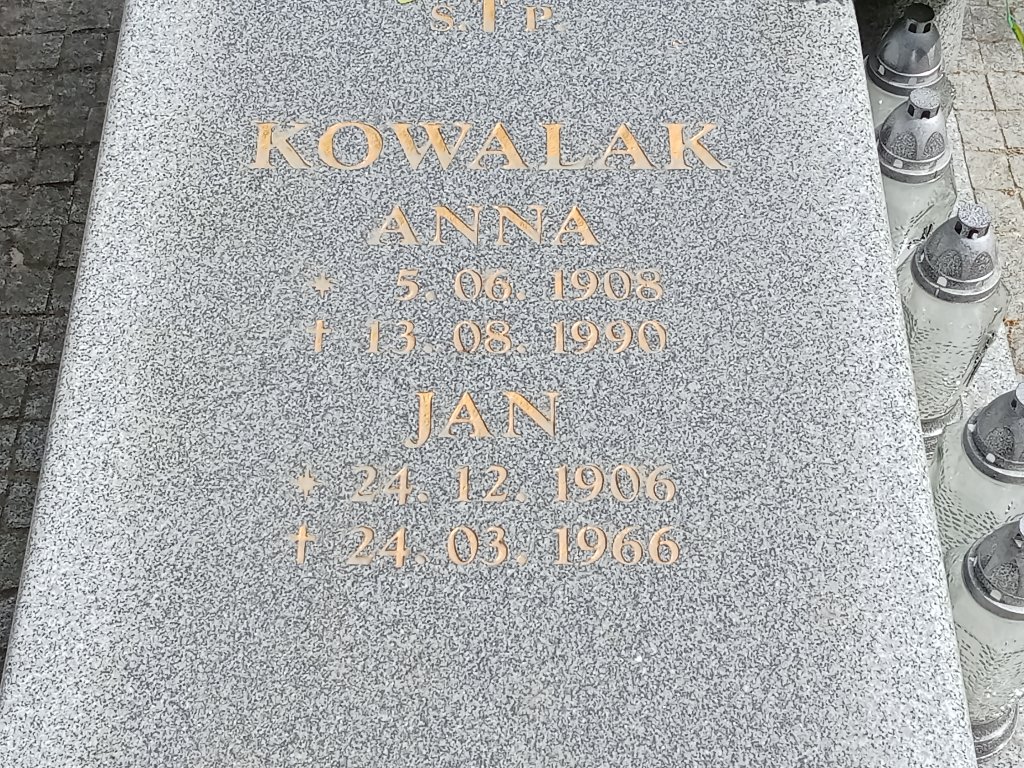 S. † P.
KOWALAK
ANNA
* 5. 06. 1908
† 13. 08. 1990
JAN
* 24. 12. 1906
† 24. 03. 1966